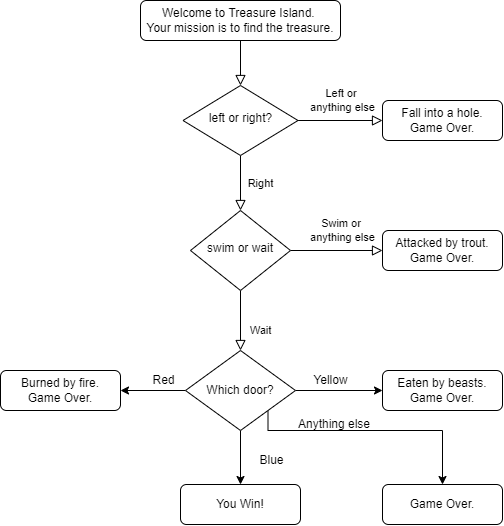 Welcome to Treasure Island.
Your mission is to find the treasure.
left or right?
Left or
anything else
Fall into a hole.
Game Over.
Right
swim or wait
Swim or
anything else
Attacked by trout.
Game Over.
Wait
Burned by fire.
Game Over.
Red
Which door?
Yellow
Eaten by beasts.
Game Over.
Anything else
Blue
You Win!
Game Over.